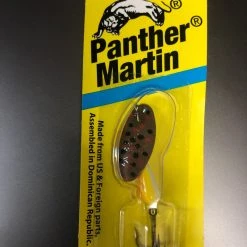 ®
Panther®
Martin
Made from US & Foreign parts.
Assembled in Dominican Republic.